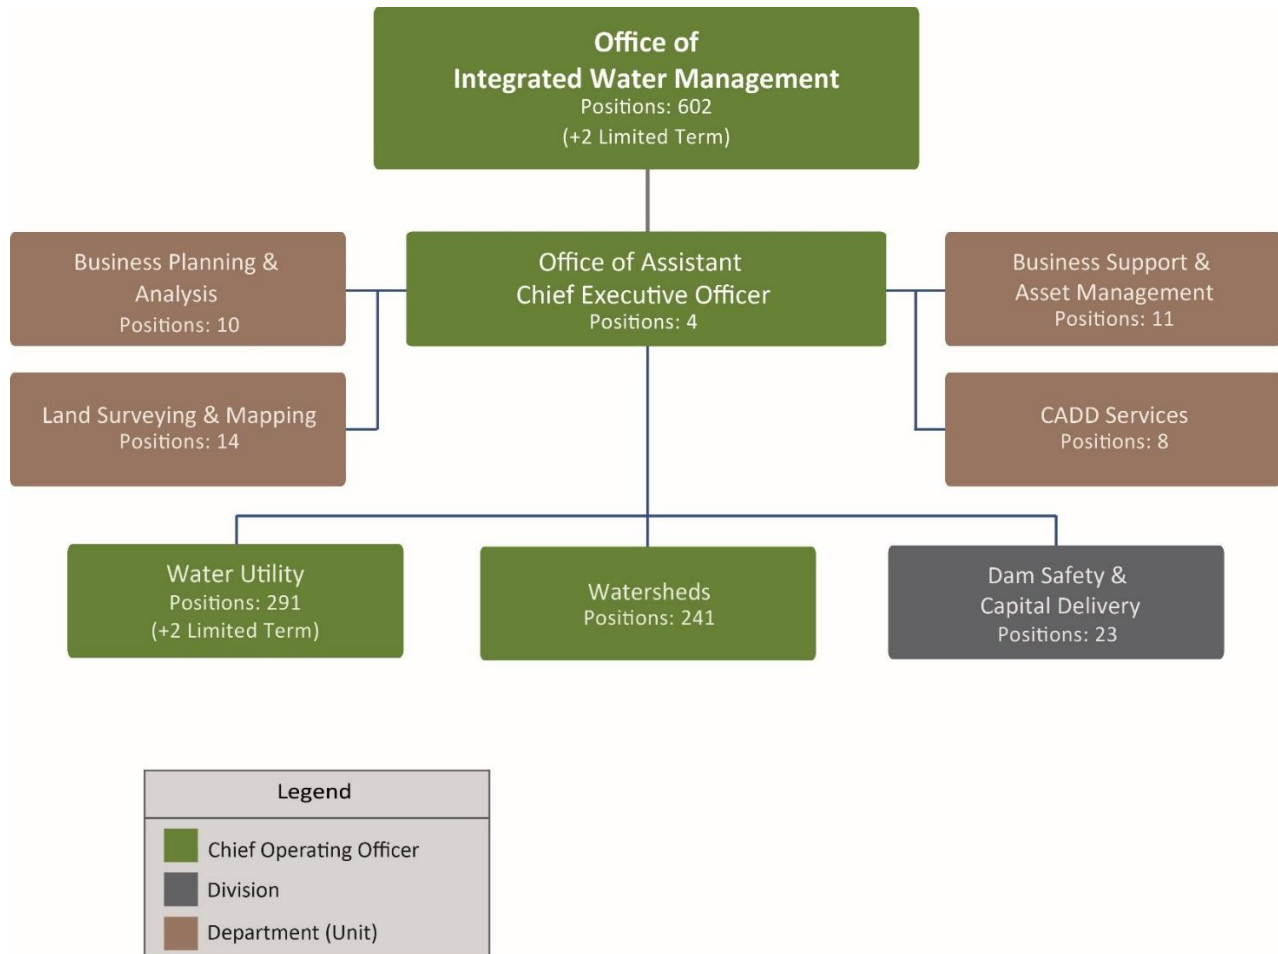 Office of
Integrated Water Management
Positions: 602
(+2 Limited Term)
Business Planning &
Analysis
Positions: 10
Office of Assistant
Chief Executive Officer
Positions: 4
Business Support &
Asset Management
Positions: 11
Land Surveying & Mapping
Positions: 14
CADD Services
Positions: 8
Water Utility
Positions: 291
(+2 Limited Term)
Watersheds
Positions: 241
Dam Safety &
Capital Delivery
Positions: 23
Legend
Chief Operating Officer
Division
Department (Unit)